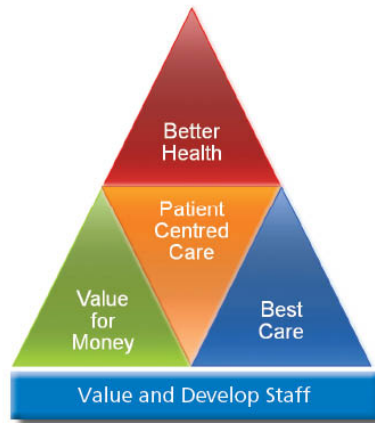 Better
Health
Patient
Centred
Care
Value
for
Money
Best
Care
Value and Develop Staff